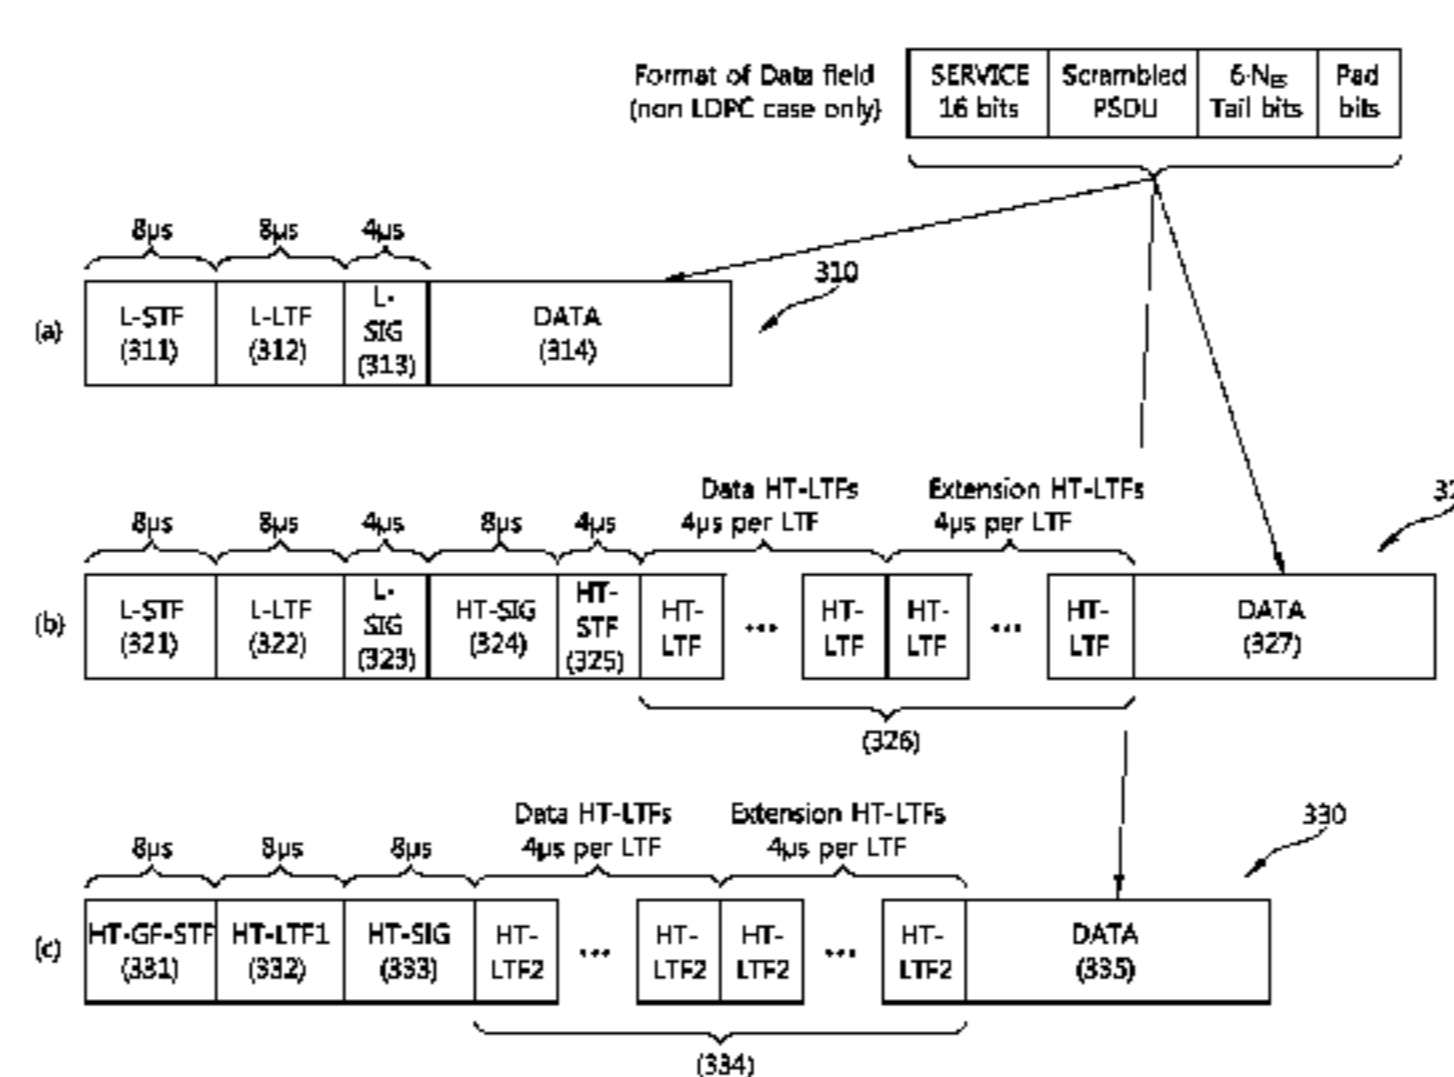 Format of Data field
(non LDPC case only)
SERVICE
16 bits
Scrambled
PSDU
6·NES
Tail bits
Pad
bits
8μs
8μs
4μs
310
(a)
L-STF
(311)
L-LTF
(312)
L-
SIG
(313)
DATA
(314)
Data HT-LTFs
4μs per LTF
Extension HT-LTFs
4μs per LTF
8μs
8μs
4μs
8μs
4μs
(b)
L-STF
(321)
L-LTF
(322)
L-
SIG
(323)
HT-SIG
(324)
HT-
STF
(325)
HT-
LTF
...
HT-
LTF
HT-
LTF
...
HT-
LTF
DATA
(327)
(326)
Data HT-LTFs
4μs per LTF
Extension HT-LTFs
4μs per LTF
330
8μs
8μs
8μs
(c)
HT-GF-STF
(331)
HT-LTF1
(332)
HT-SIG
(333)
HT-
LTF2
...
HT-
LTF2
HT-
LTF2
...
HT-
LTF2
DATA
(335)
(334)